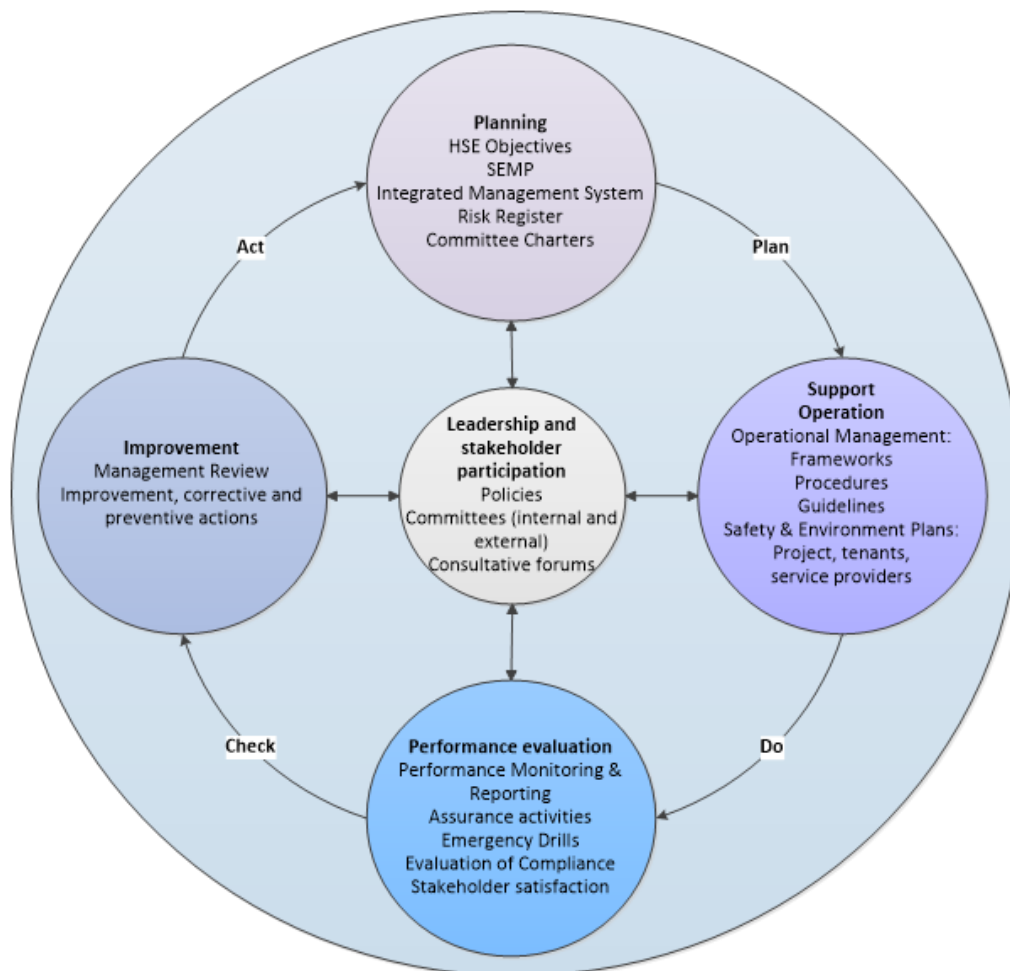 Planning
HSE Objectives
SEMP
Integrated Management System
Risk Register
Committee Charters
Act
Plan
Improvement
Management Review
Improvement, corrective and
preventive actions
Leadership and
stakeholder
participation
Policies
Committees (internal and
external)
Consultative forums
Support
Operation
Operational Management:
Frameworks
Procedures
Guidelines
Safety & Environment Plans:
Project, tenants,
service providers
Check
Do
Performance evaluation
Performance Monitoring &
Reporting
Assurance activities
Emergency Drills
Evaluation of Compliance
Stakeholder satisfaction